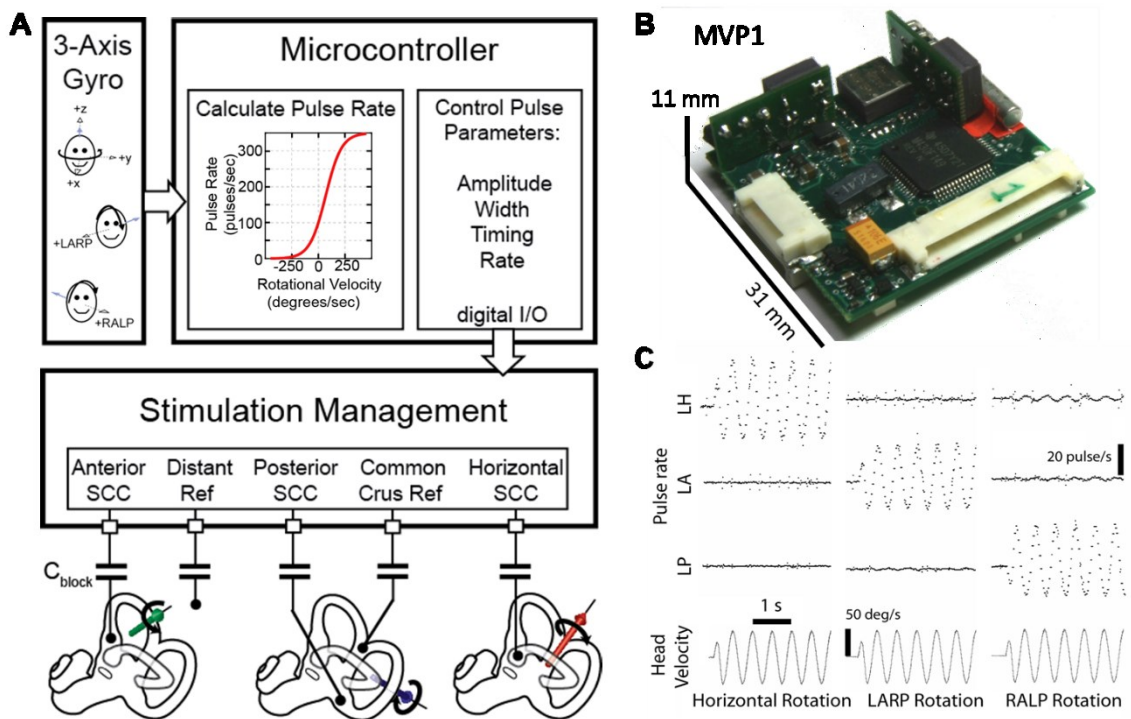 A
3-Axis
Gyro
+z
+y
+x
+LARP
+RALP
Microcontroller
Calculate Pulse Rate
Pulse Rate
(pulses/sec)
300
200
100
0
-250 0 250
Rotational Velocity
(degrees/sec)
Control Pulse
Parameters:
Amplitude
Width
Timing
Rate
digital I/O
Stimulation Management
Anterior
SCC
Distant
Ref
Posterior
SCC
Common
Crus Ref
Horizontal
SCC
Cblock
B
MVP1
11 mm
31 mm
1
C
Pulse rate
LH
LA
LP
20 pulse/s
1 s
50 deg/s
Head
Velocity
Horizontal Rotation
LARP Rotation
RALP Rotation